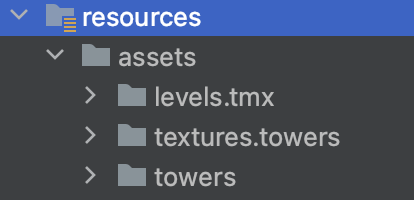 resources
assets
levels.tmx
textures.towers
towers